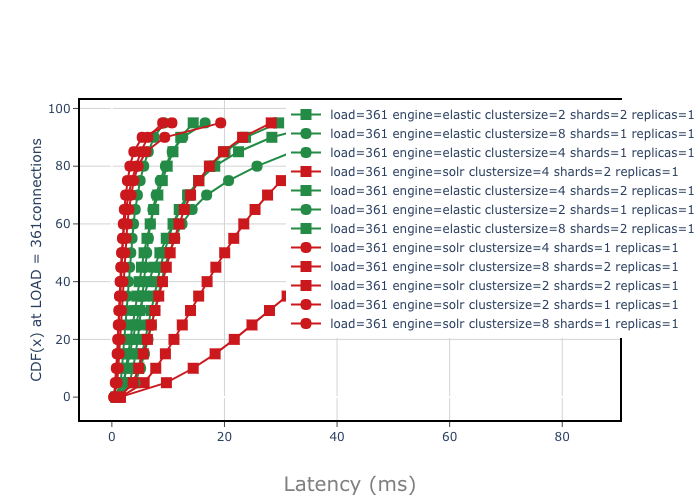 100
80
60
40
20
0
CDF(x) at LOAD = 361connections
load=361 engine=elastic clustersize=2 shards=2 replicas=1
load=361 engine=elastic clustersize=8 shards=1 replicas=1
load=361 engine=elastic clustersize=4 shards=1 replicas=1
load=361 engine=solr clustersize=4 shards=2 replicas=1
load=361 engine=elastic clustersize=4 shards=2 replicas=1
load=361 engine=elastic clustersize=2 shards=1 replicas=1
load=361 engine=elastic clustersize=8 shards=2 replicas=1
load=361 engine=solr clustersize=4 shards=1 replicas=1
load=361 engine=solr clustersize=8 shards=2 replicas=1
load=361 engine=solr clustersize=2 shards=2 replicas=1
load=361 engine=solr clustersize=2 shards=1 replicas=1
load=361 engine=solr clustersize=8 shards=1 replicas=1
0 20 40 60 80
Latency (ms)